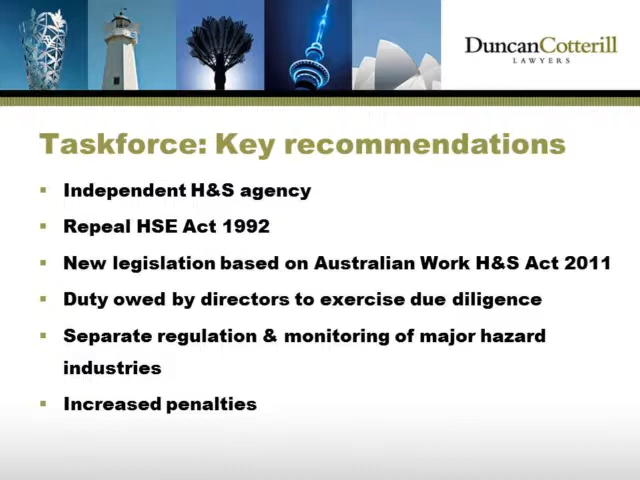 DuncanCotterill
LAWYERS
Taskforce: Key recommendations
Independent H&S agency
Repeal HSE Act 1992
New legislation based on Australian Work H&S Act 2011
Duty owed by directors to exercise due diligence
Separate regulation & monitoring of major hazard
industries
Increased penalties